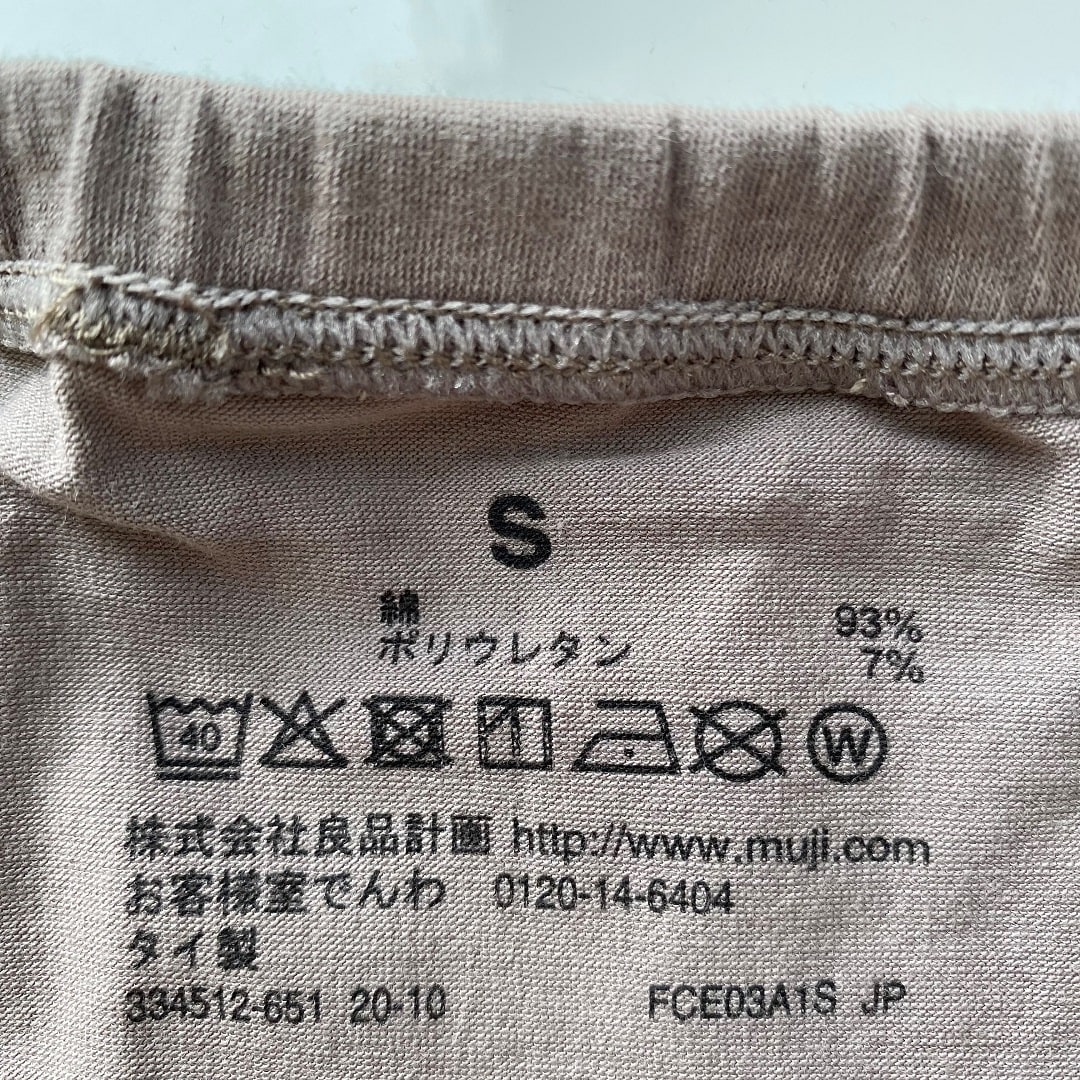 S
綿 93%
ポリウレタン 7%
40 W
株式会社良品計画 http://www.muji.com
お客様室でんわ 0120-14-6404
タイ製
334512-651 20-10 FCE03A1S JP